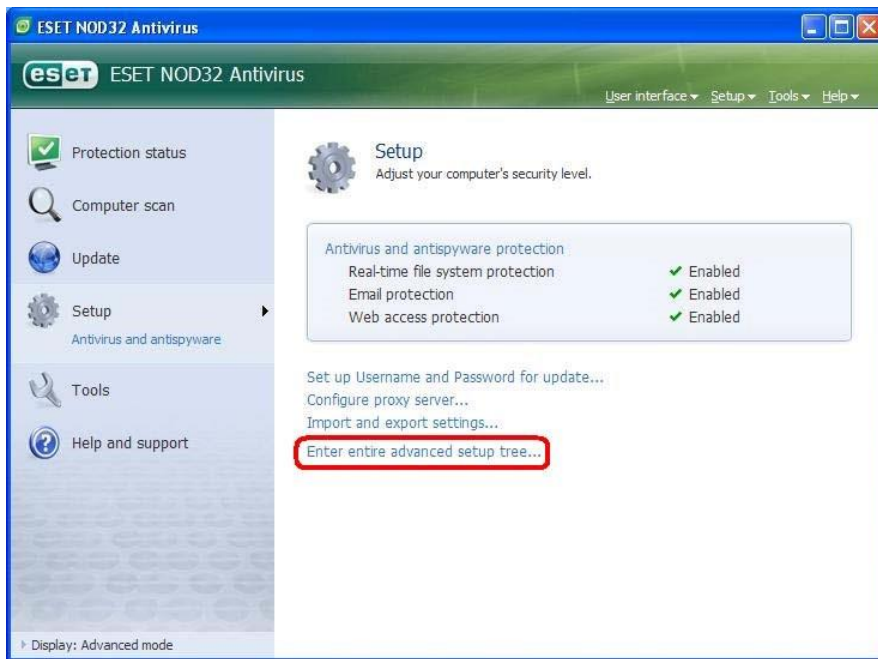 ESET NOD32 Antivirus
eset ESET NOD32 Antivirus
User interface Setup Tools Help
Protection status
Computer scan
Update
Setup
Antivirus and antispyware
Tools
Help and support
Display: Advanced mode
Setup
Adjust your computer's security level.
Antivirus and antispyware protection
Real-time file system protection Enabled
Email protection Enabled
Web access protection Enabled
Set up Username and Password for update...
Configure proxy server...
Import and export settings...
Enter entire advanced setup tree...